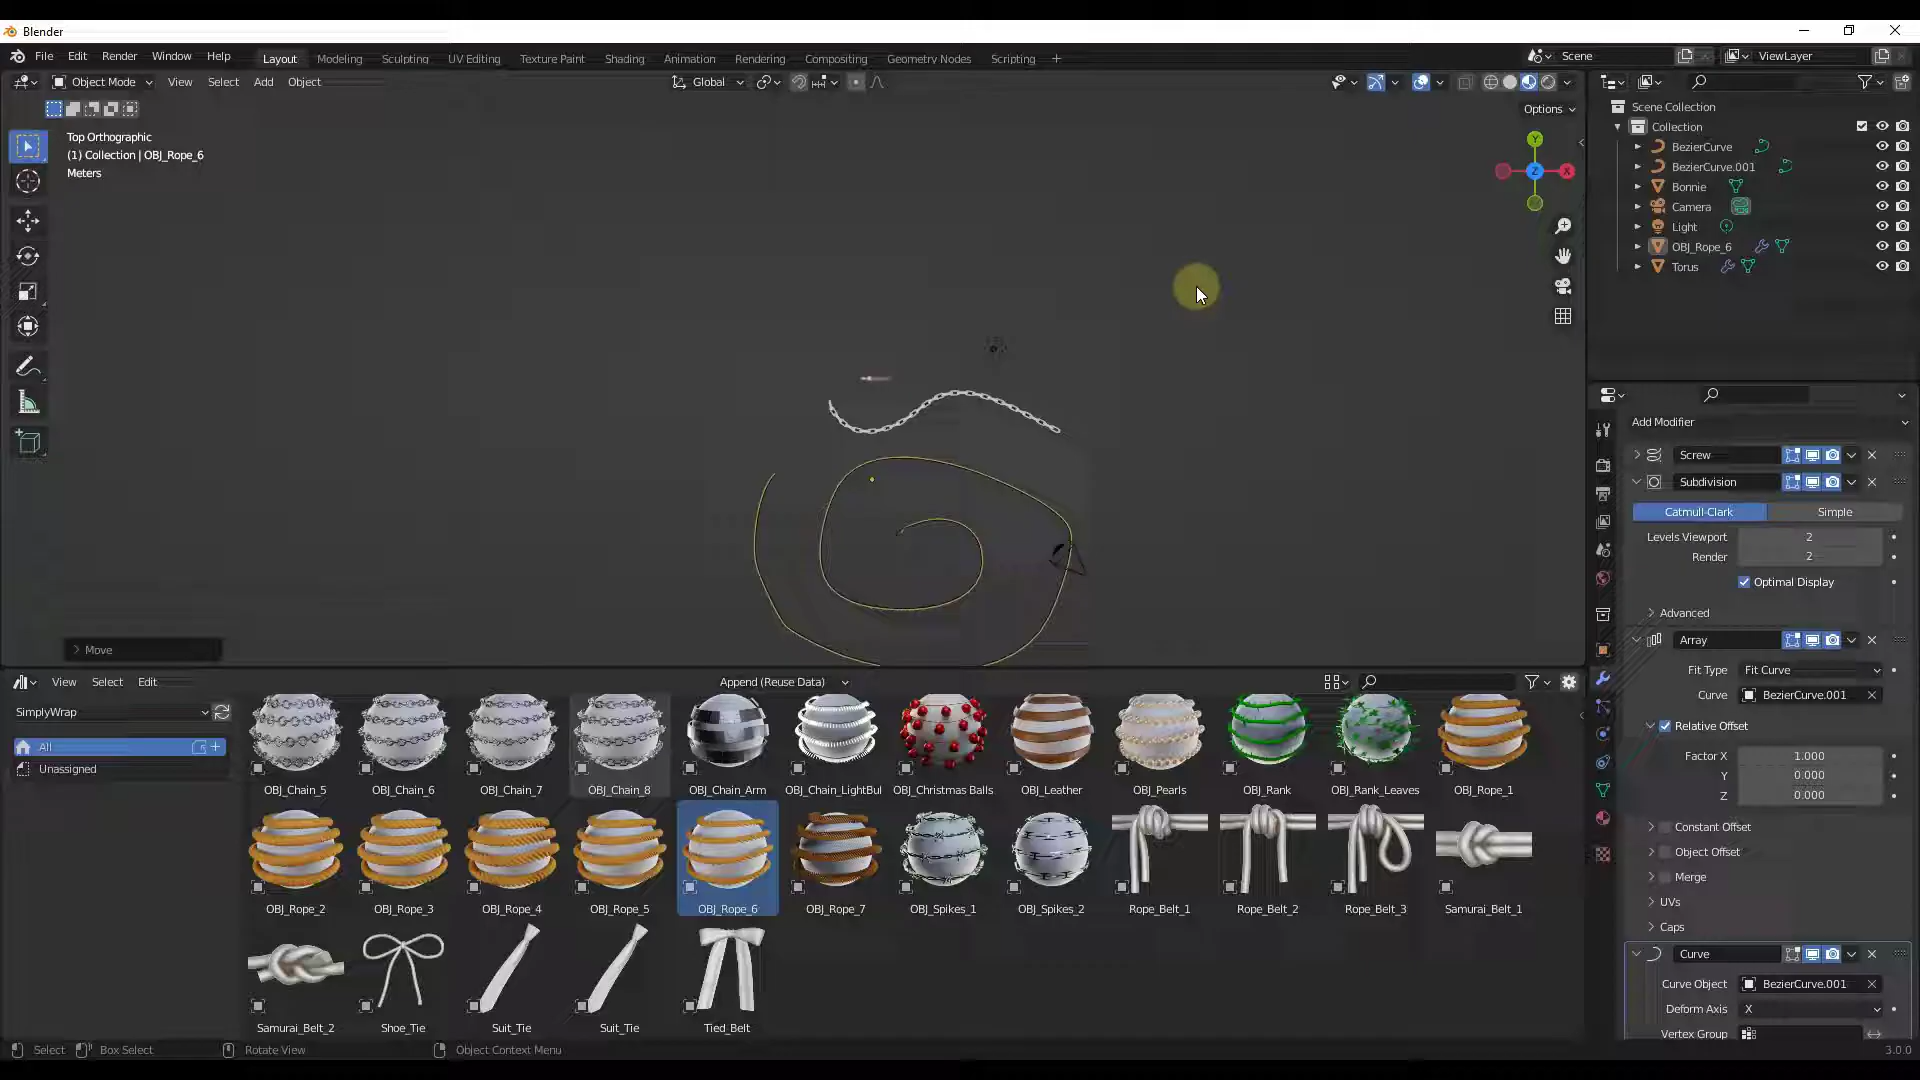 Blender
File Edit Render Window Help Layout Modeling Sculpting UV Editing Texture Paint Shading Animation Rendering Compositing Geometry Nodes Scripting + Scene ViewLayer
Object Mode View Select Add Object Global
Options
Top Orthographic
(1) Collection | OBJ_Rope_6
Meters
Y
Z X
Move
Scene Collection
Collection
BezierCurve
BezierCurve.001
Bonnie
Camera
Light
OBJ_Rope_6
Torus
Add Modifier
Screw
Subdivision
Catmull-Clark Simple
Levels Viewport 2
Render 2
Optimal Display
Advanced
Array
Fit Type Fit Curve
Curve BezierCurve.001
Relative Offset
Factor X 1.000
Y 0.000
Z 0.000
Constant Offset
Object Offset
Merge
UVs
Caps
Curve
Curve Object BezierCurve.001
Deform Axis X
Vertex Group
View Select Edit Append (Reuse Data)
SimplyWrap
All
Unassigned
OBJ_Chain_5 OBJ_Chain_6 OBJ_Chain_7 OBJ_Chain_8 OBJ_Chain_Arm OBJ_Chain_LightBul OBJ_Christmas Balls OBJ_Leather OBJ_Pearls OBJ_Rank OBJ_Rank_Leaves OBJ_Rope_1
OBJ_Rope_2 OBJ_Rope_3 OBJ_Rope_4 OBJ_Rope_5 OBJ_Rope_6 OBJ_Rope_7 OBJ_Spikes_1 OBJ_Spikes_2 Rope_Belt_1 Rope_Belt_2 Rope_Belt_3 Samurai_Belt_1
Samurai_Belt_2 Shoe_Tie Suit_Tie Suit_Tie Tied_Belt
Select Box Select Rotate View Object Context Menu 3.0.0